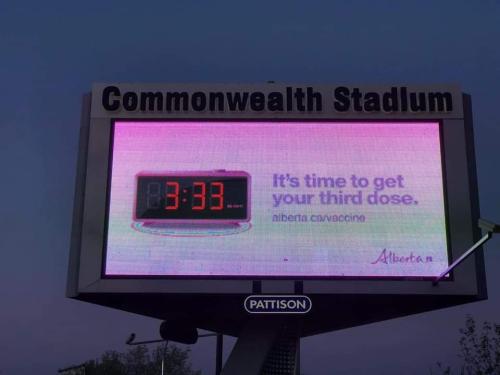 Commonwealth Stadium
3:33
It's time to get
your third dose.
alberta.ca/vaccine
Alberta
PATTISON